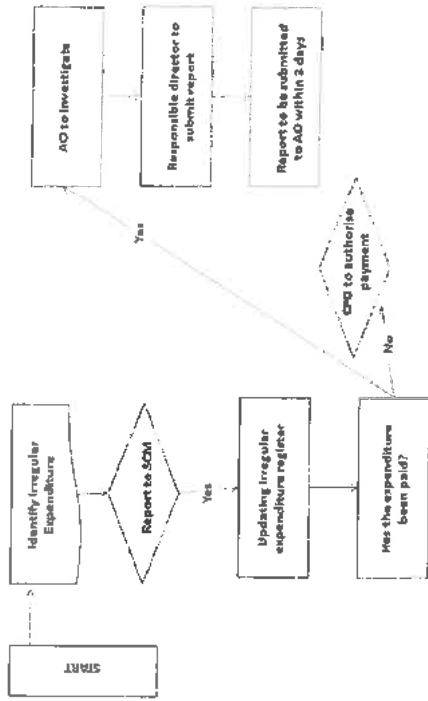 START
Identify Irregular
Expenditure
Report to SCM
Yes
Updating irregular
expenditure register
Has the expenditure
been paid?
No
CFO to authorise
payment
Yes
AO to investigate
Responsible director to
submit report
Report to be submitted
to AO within 2 days